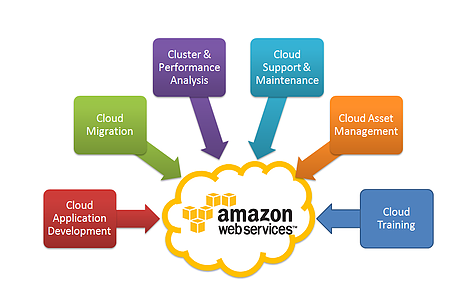 Cluster &
Performance
Analysis
Cloud
Support &
Maintenance
Cloud
Migration
Cloud Asset
Management
Cloud
Application
Development
amazon
web services™
Cloud
Training